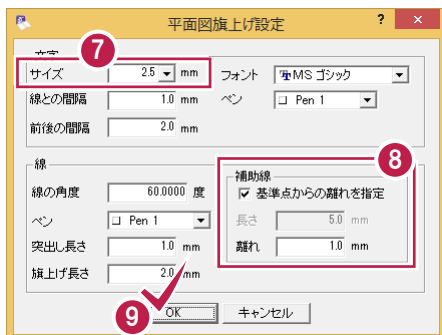 平面図旗上げ設定 ? ×
文字
7
サイズ 2.5 mm フォント MS ゴシック
線との間隔 1.0 mm ペン Pen 1
前後の間隔 2.0 mm
8
線
補助線
線の角度 60.0000 度 基準点からの離れを指定
ペン Pen 1 長さ 5.0 mm
突出し長さ 1.0 mm 離れ 1.0 mm
旗上げ長さ 2.0 mm
9 OK キャンセル